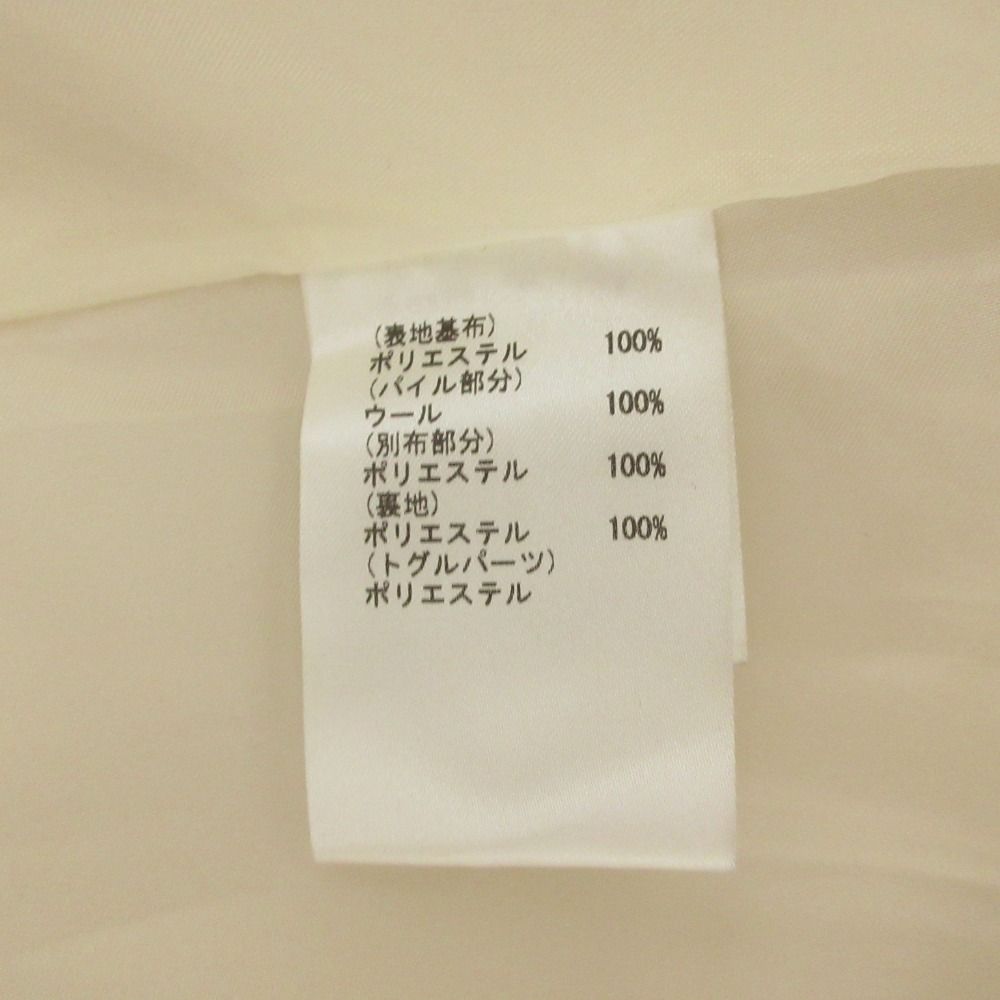 (表地基布)
ポリエステル 100%
(パイル部分)
ウール 100%
(別布部分)
ポリエステル 100%
(裏地)
ポリエステル 100%
(トグルパーツ)
ポリエステル